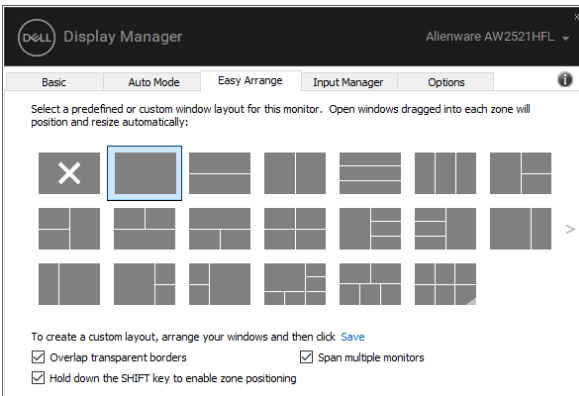 DELL Display Manager
Alienware AW2521HFL
Basic
Auto Mode
Easy Arrange
Input Manager
Options
Select a predefined or custom window layout for this monitor. Open windows dragged into each zone will
position and resize automatically:
To create a custom layout, arrange your windows and then click Save
Overlap transparent borders
Span multiple monitors
Hold down the SHIFT key to enable zone positioning